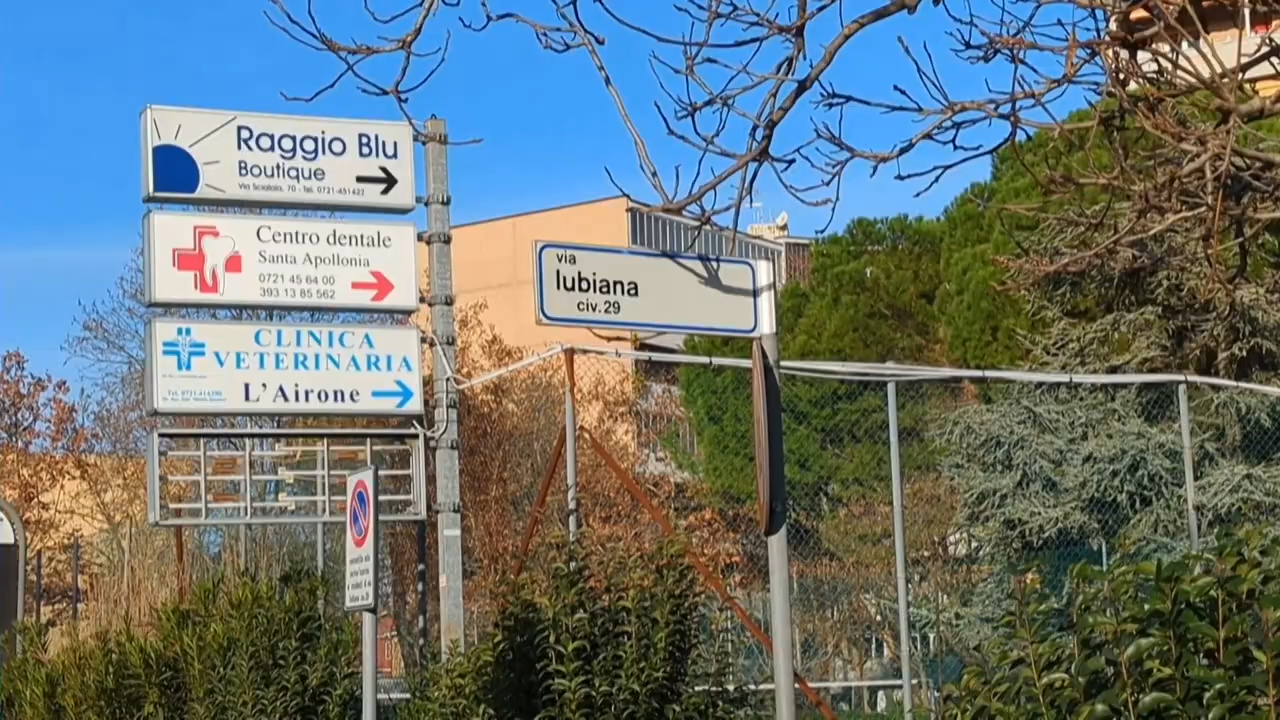 Raggio Blu
Boutique
Via Scialoia, 70 - Tel. 0721-451422
Centro dentale
Santa Apollonia
0721 45 64 00
393 13 85 562
CLINICA
VETERINARIA
L'Airone
via
lubiana
civ.29